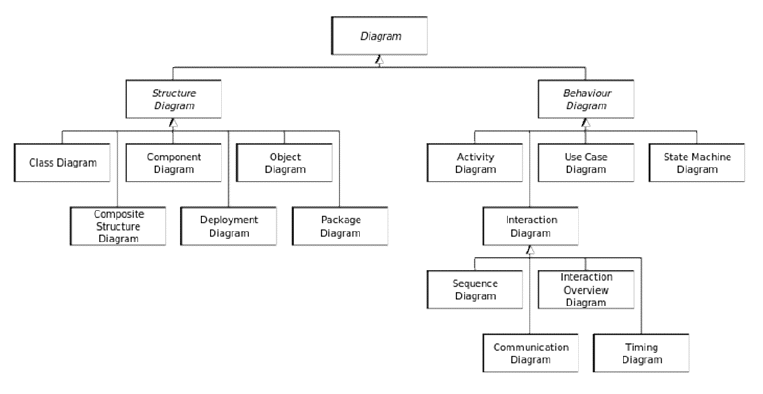 Diagram
Structure
Diagram
Behaviour
Diagram
Class Diagram
Component
Diagram
Object
Diagram
Activity
Diagram
Use Case
Diagram
State Machine
Diagram
Composite
Structure
Diagram
Deployment
Diagram
Package
Diagram
Interaction
Diagram
Sequence
Diagram
Interaction
Overview
Diagram
Communication
Diagram
Timing
Diagram